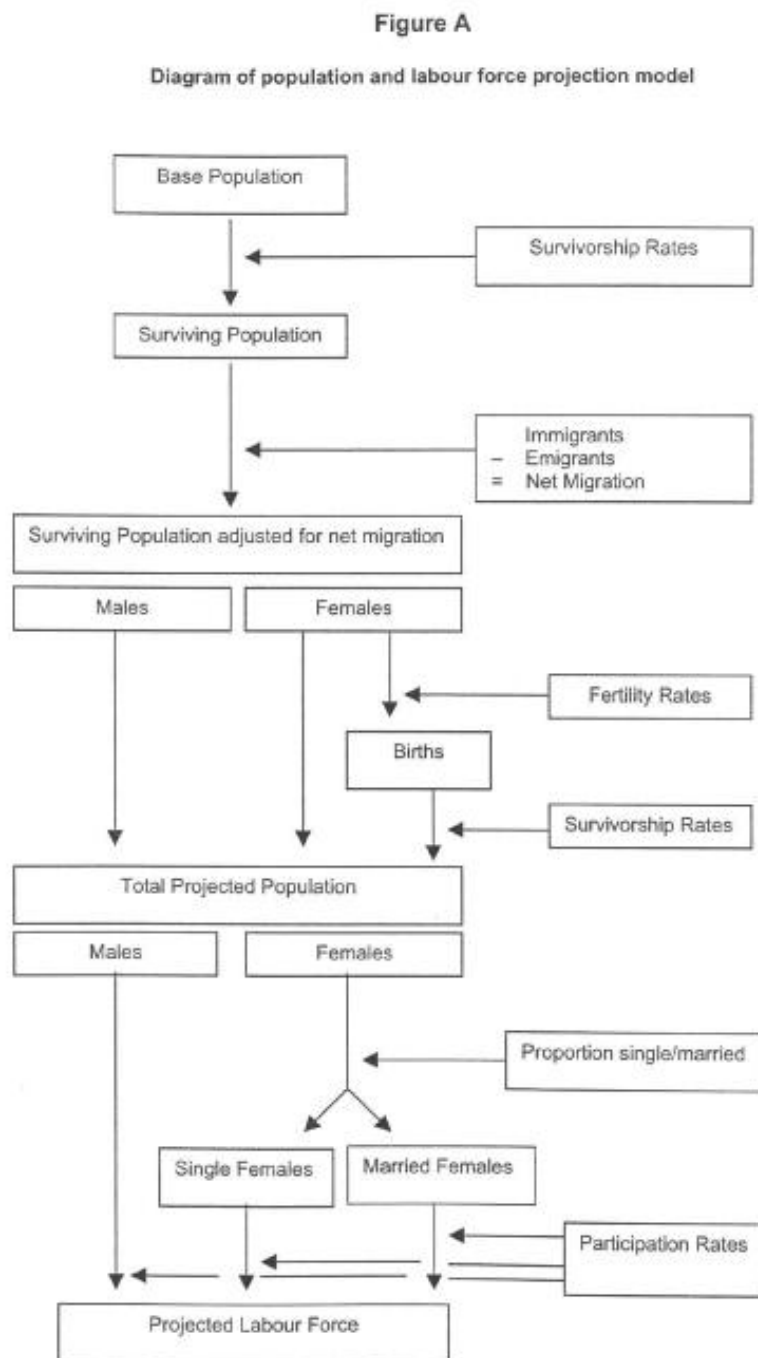 Figure A
Diagram of population and labour force projection model
Base Population
Survivorship Rates
Surviving Population
Immigrants
– Emigrants
= Net Migration
Surviving Population adjusted for net migration
Males
Females
Fertility Rates
Births
Survivorship Rates
Total Projected Population
Males
Females
Proportion single/married
Single Females
Married Females
Participation Rates
Projected Labour Force